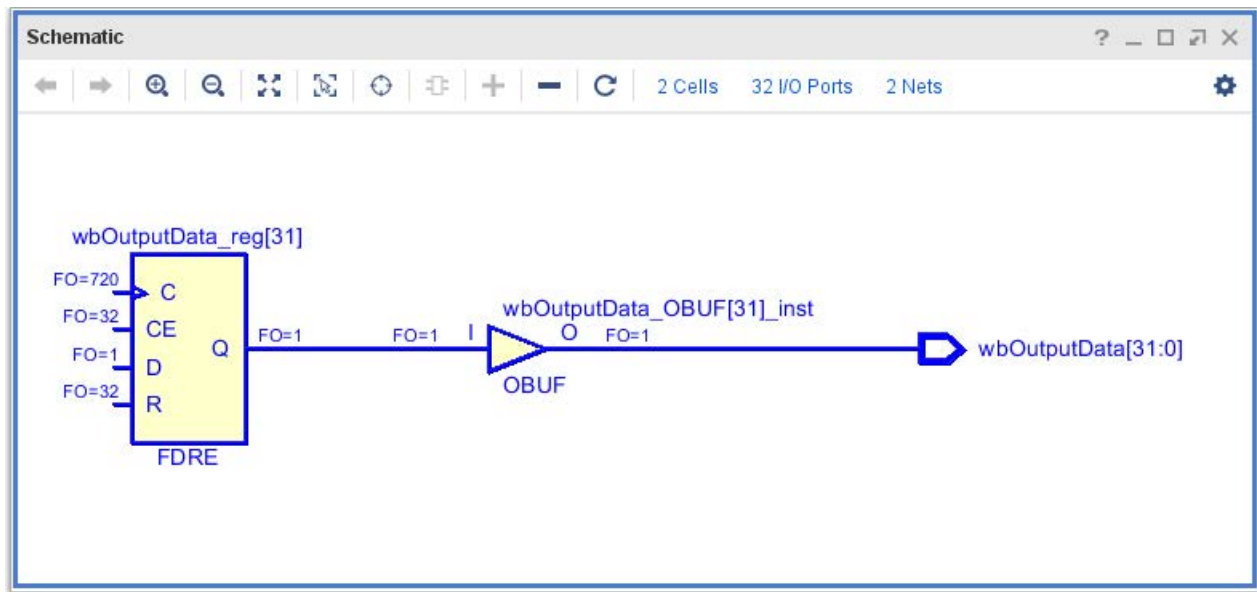 Schematic
2 Cells 32 I/O Ports 2 Nets
wbOutputData_reg[31]
FO=720 C
FO=32 CE
FO=1 D
FO=32 R
Q FO=1
FDRE
wbOutputData_OBUF[31]_inst
FO=1 I O FO=1
OBUF
wbOutputData[31:0]